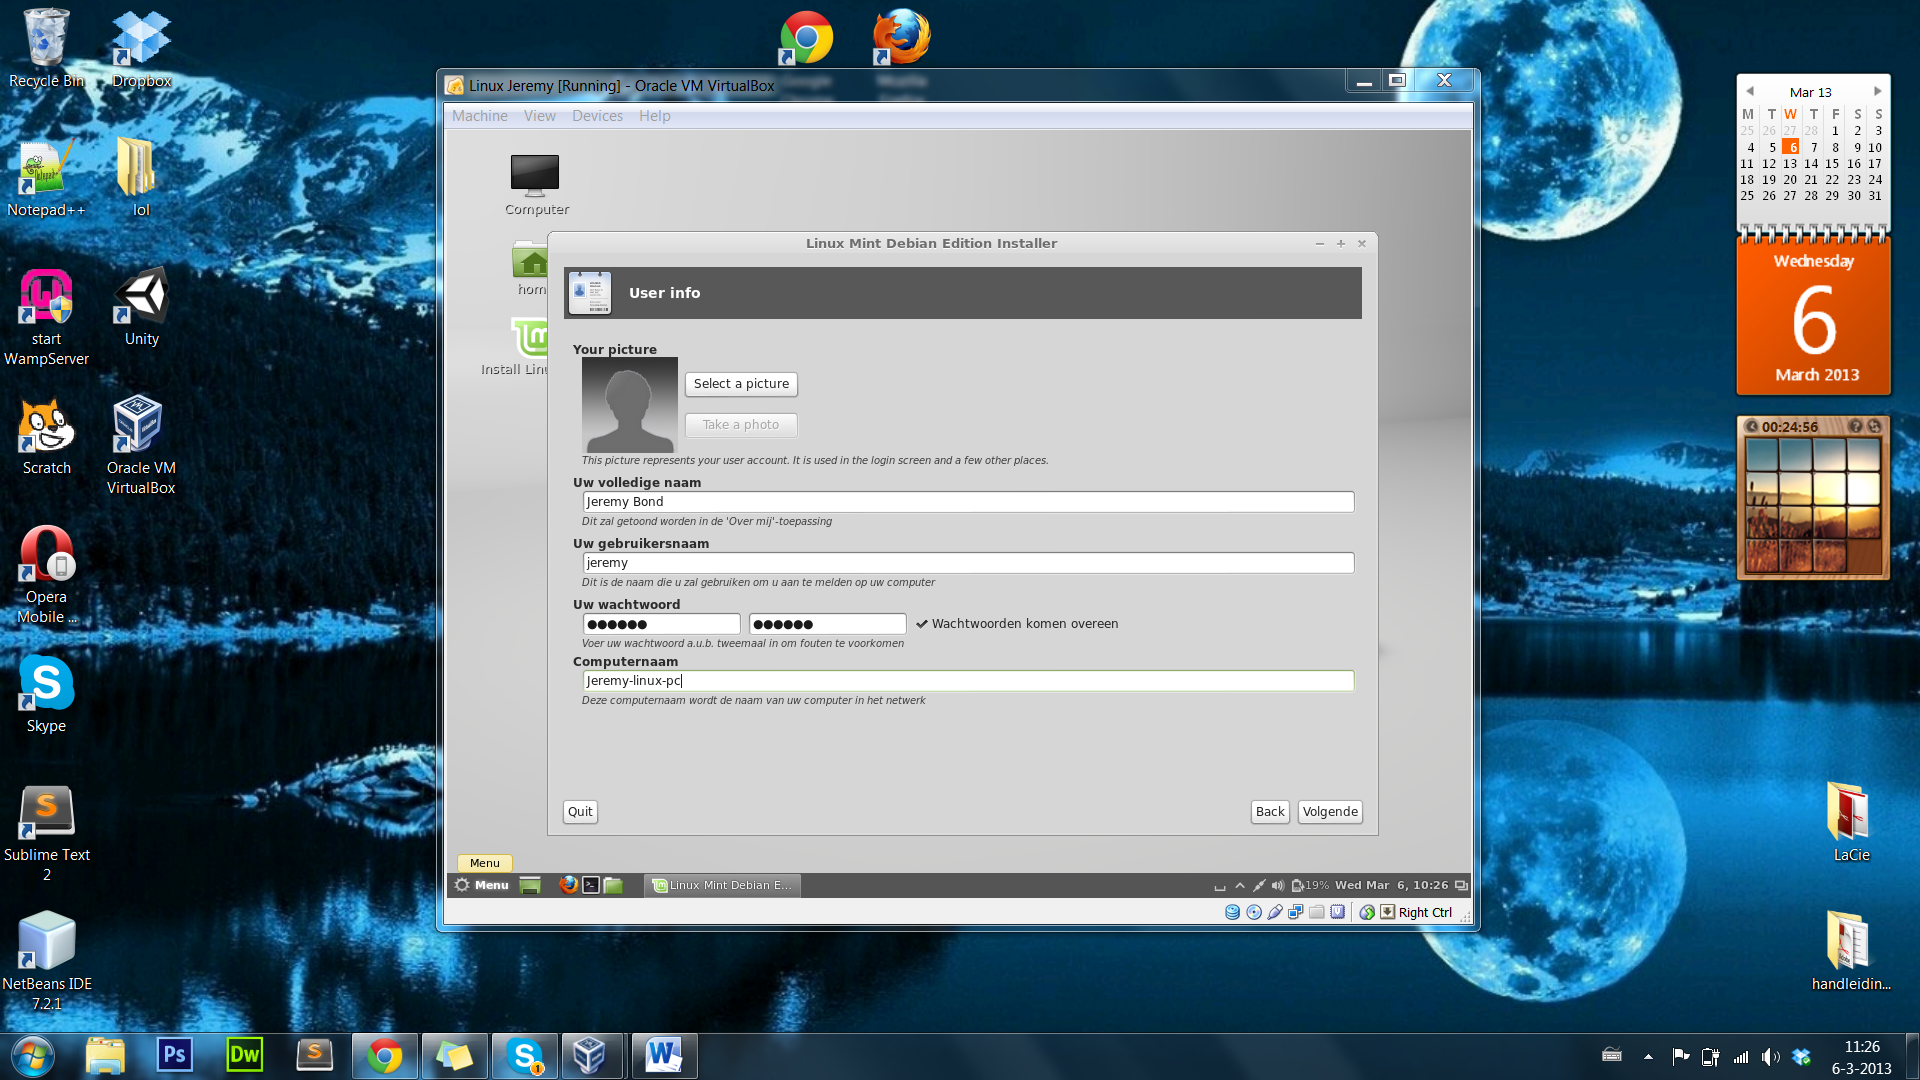 Recycle Bin
Dropbox
Notepad++
lol
start
WampServer
Unity
Scratch
Oracle VM
VirtualBox
Opera
Mobile ...
Skype
Sublime Text
2
NetBeans IDE
7.2.1
Linux Jeremy [Running] - Oracle VM VirtualBox
Machine View Devices Help
Computer
hom
Install Lin
Linux Mint Debian Edition Installer
User info
Your picture
Select a picture
Take a photo
This picture represents your user account. It is used in the login screen and a few other places.
Uw volledige naam
Jeremy Bond
Dit zal getoond worden in de 'Over mij'-toepassing
Uw gebruikersnaam
jeremy
Dit is de naam die u zal gebruiken om u aan te melden op uw computer
Uw wachtwoord
●●●●●● ●●●●●● Wachtwoorden komen overeen
Voer uw wachtwoord a.u.b. tweemaal in om fouten te voorkomen
Computernaam
Jeremy-linux-pc
Deze computernaam wordt de naam van uw computer in het netwerk
Quit
Back
Volgende
Menu
Menu
Linux Mint Debian E...
19% Wed Mar 6, 10:26
Right Ctrl
Mar 13
M T W T F S S
25 26 27 28 1 2 3
4 5 6 7 8 9 10
11 12 13 14 15 16 17
18 19 20 21 22 23 24
25 26 27 28 29 30 31
Wednesday
6
March 2013
00:24:56
LaCie
handleidin...
Ps
Dw
11:26
6-3-2013